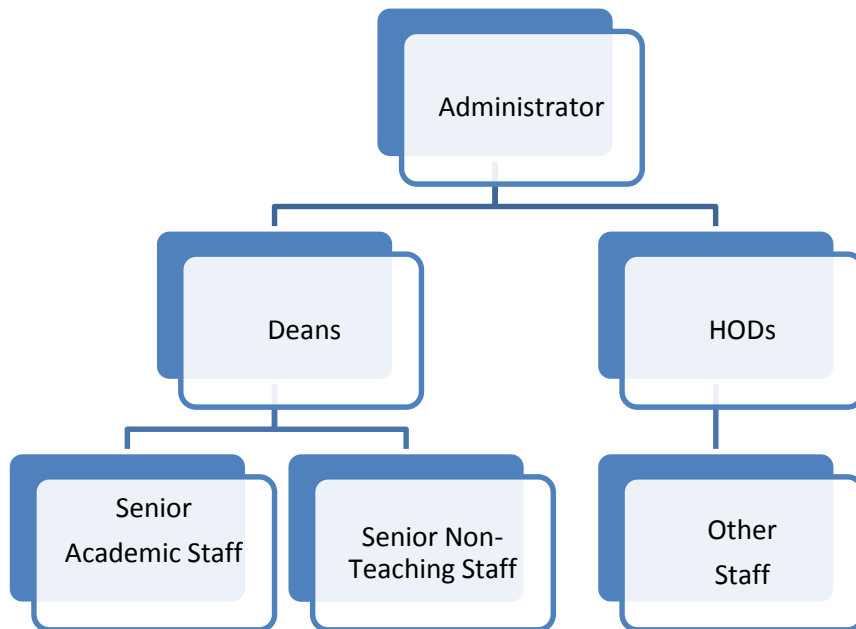 Administrator
Deans
HODs
Senior
Academic Staff
Senior Non-
Teaching Staff
Other
Staff